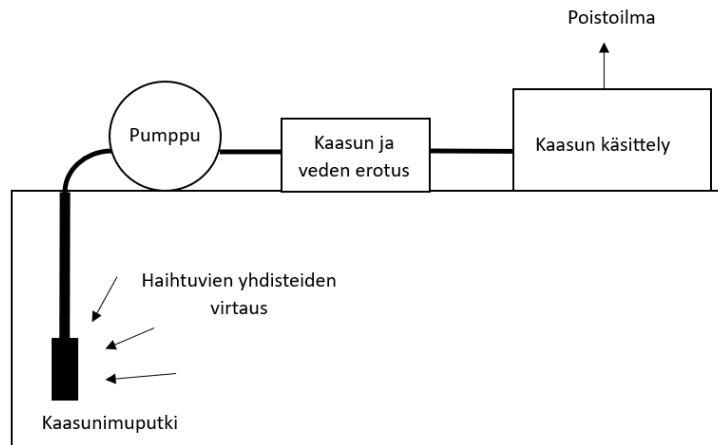 Poistoilma
Pumppu
Kaasun ja
veden erotus
Kaasun käsittely
Haihtuvien yhdisteiden
virtaus
Kaasunimuputki